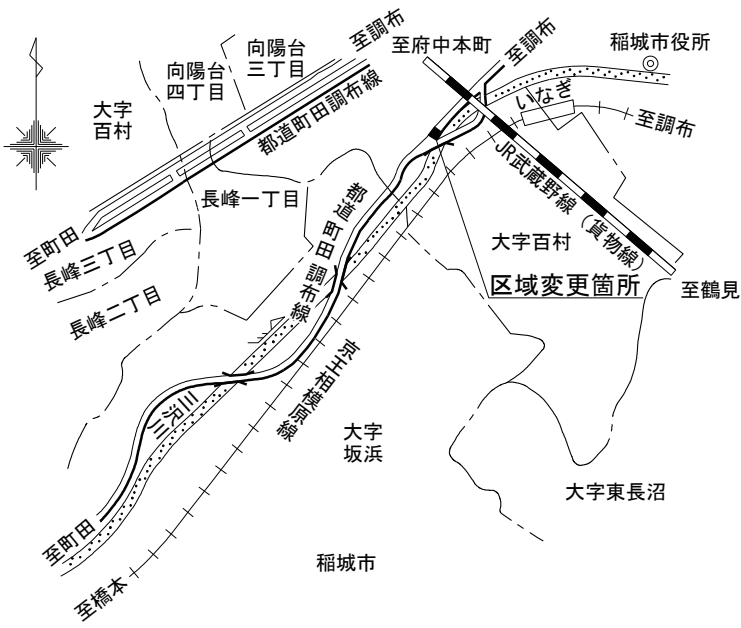 至調布
向陽台
三丁目
向陽台
四丁目
大字
百村
都道町田調布線
至府中本町
至調布
稲城市役所
いなぎ
至調布
JR武蔵野線（貨物線）
長峰一丁目
都道町田調布線
大字百村
至町田
長峰三丁目
区域変更箇所
至鶴見
長峰二丁目
京王相模原線
三沢川
大字
坂浜
大字東長沼
至町田
稲城市
至橋本